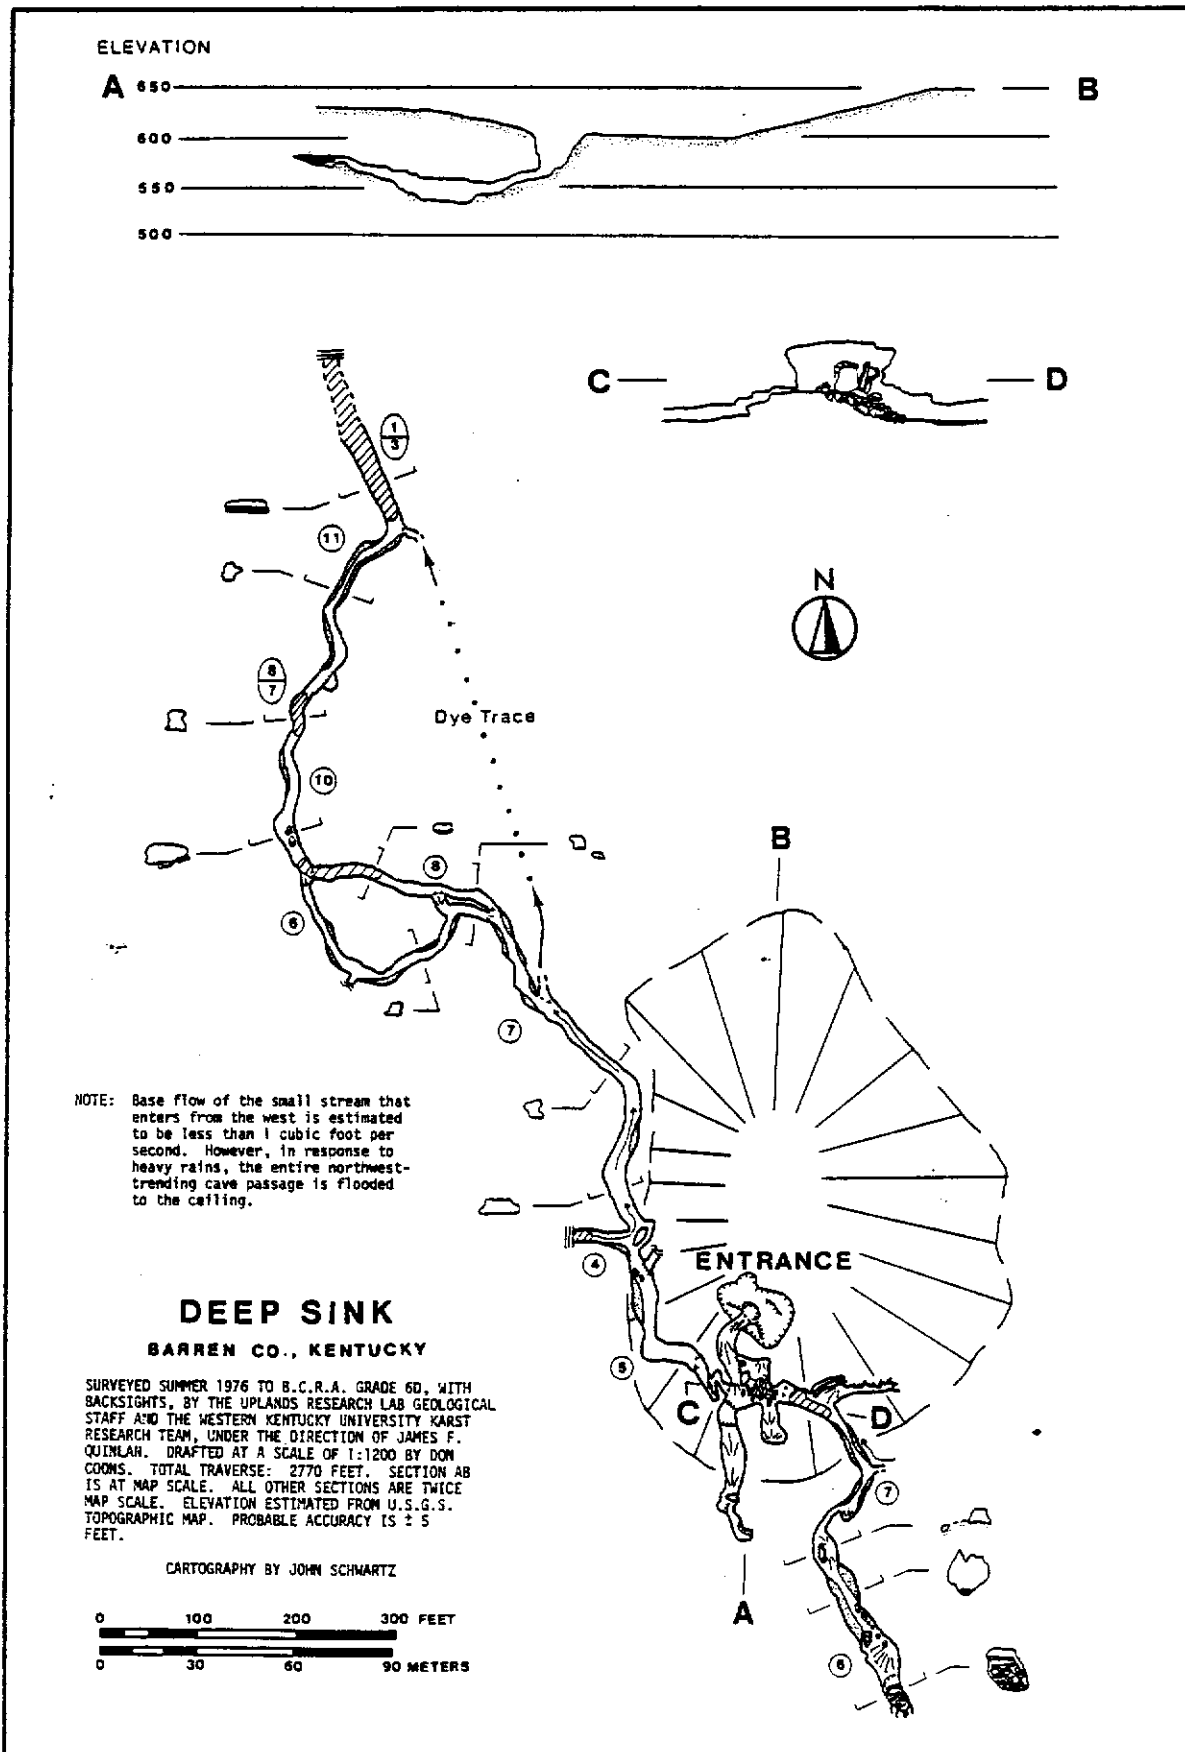 ELEVATION
A 650 B
600
550
500
C D
1
3
11
N
8
7
Dye Trace
10
B
8
6
7
NOTE: Base flow of the small stream that
enters from the west is estimated
to be less than 1 cubic foot per
second. However, in response to
heavy rains, the entire northwest-
trending cave passage is flooded
to the ceiling.
4
ENTRANCE
DEEP SINK
BARREN CO., KENTUCKY
5
C
D
SURVEYED SUMMER 1976 TO B.C.R.A. GRADE 6D, WITH
BACKSIGHTS, BY THE UPLANDS RESEARCH LAB GEOLOGICAL
STAFF AND THE WESTERN KENTUCKY UNIVERSITY KARST
RESEARCH TEAM, UNDER THE DIRECTION OF JAMES F.
QUINLAN. DRAFTED AT A SCALE OF 1:1200 BY DON
COONS. TOTAL TRAVERSE: 2770 FEET. SECTION AB
IS AT MAP SCALE. ALL OTHER SECTIONS ARE TWICE
MAP SCALE. ELEVATION ESTIMATED FROM U.S.G.S.
TOPOGRAPHIC MAP. PROBABLE ACCURACY IS ± 5
FEET.
7
CARTOGRAPHY BY JOHN SCHWARTZ
A
0 100 200 300 FEET
0 30 60 90 METERS
6